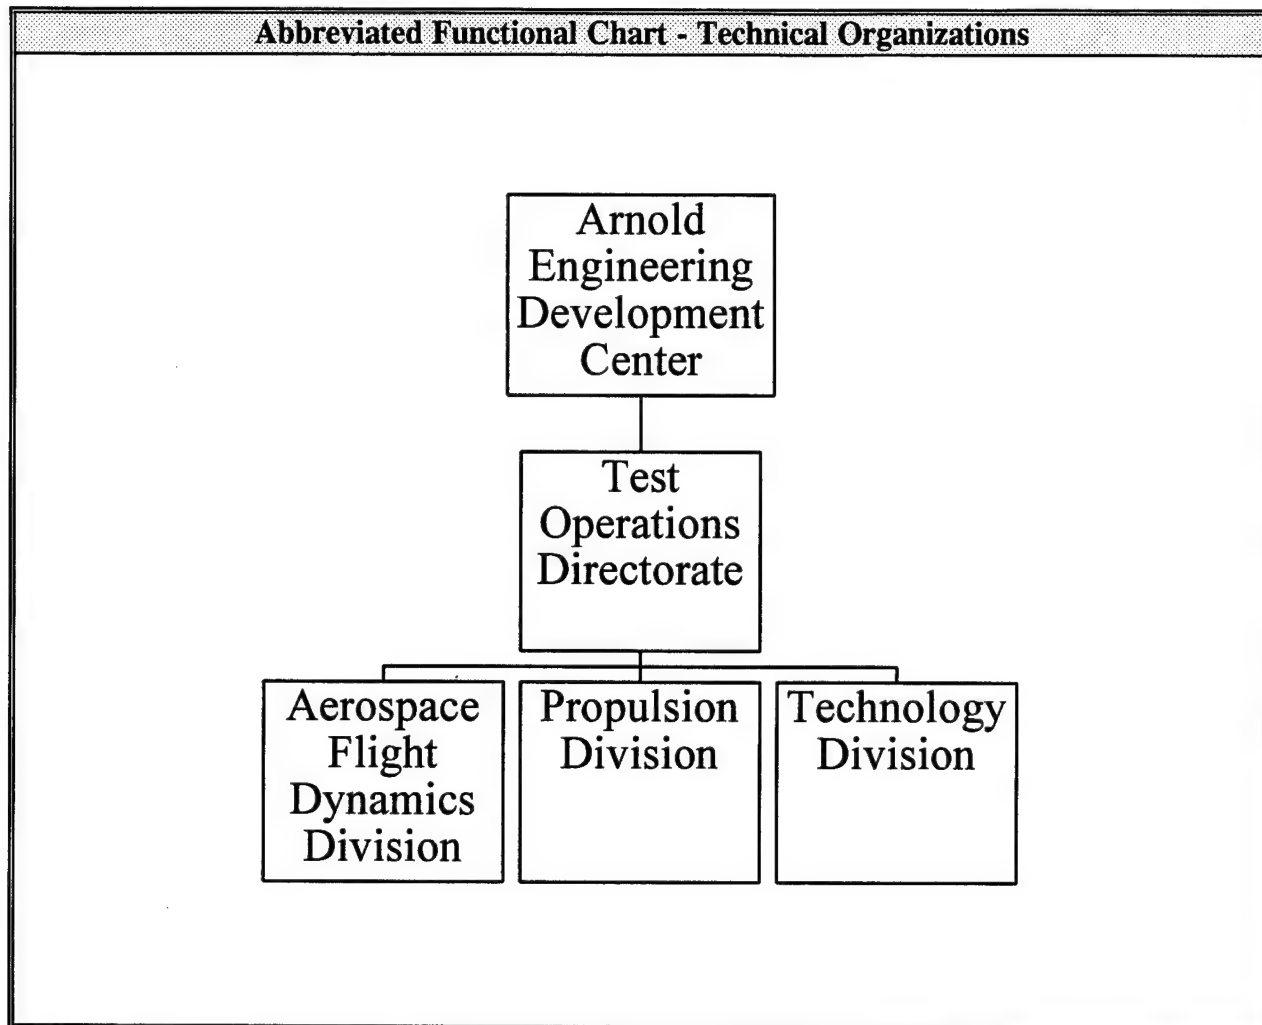 Abbreviated Functional Chart - Technical Organizations
Arnold
Engineering
Development
Center
Test
Operations
Directorate
Aerospace
Flight
Dynamics
Division
Propulsion
Division
Technology
Division